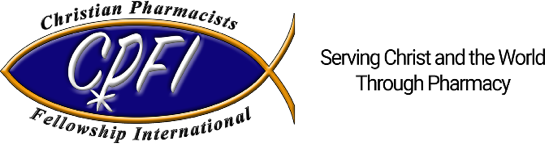 Christian Pharmacists
CPFI
Fellowship International
Serving Christ and the World
Through Pharmacy